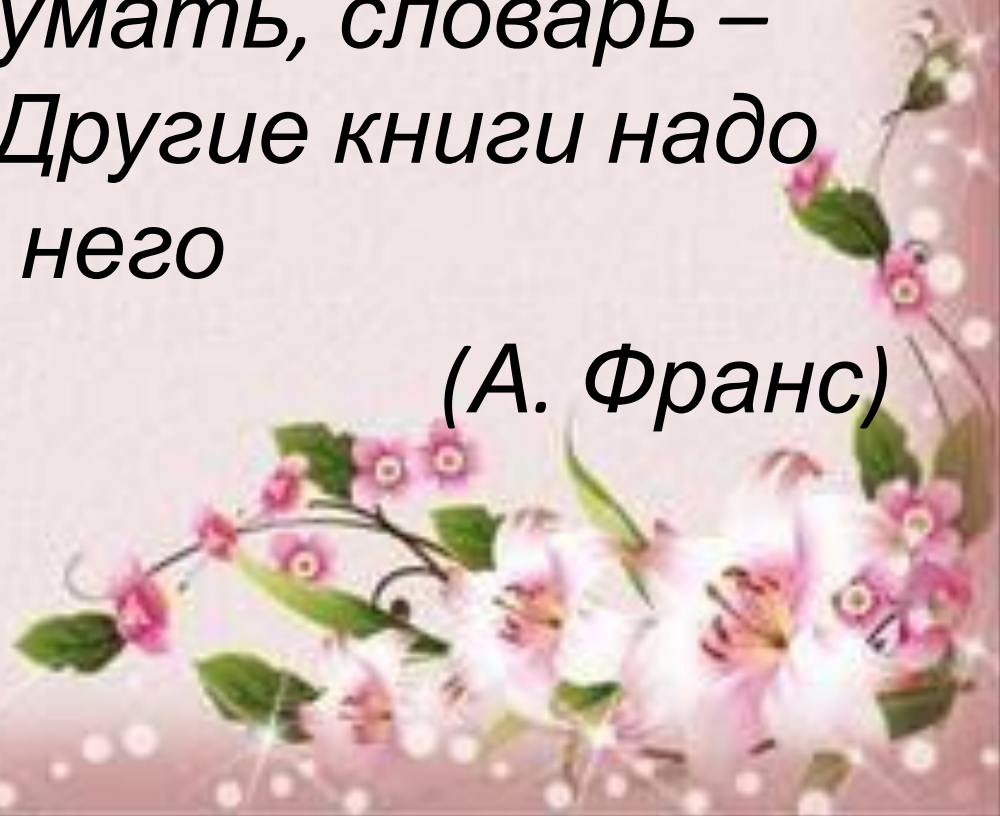 умать, словарь –
Другие книги надо
него
(А. Франс)